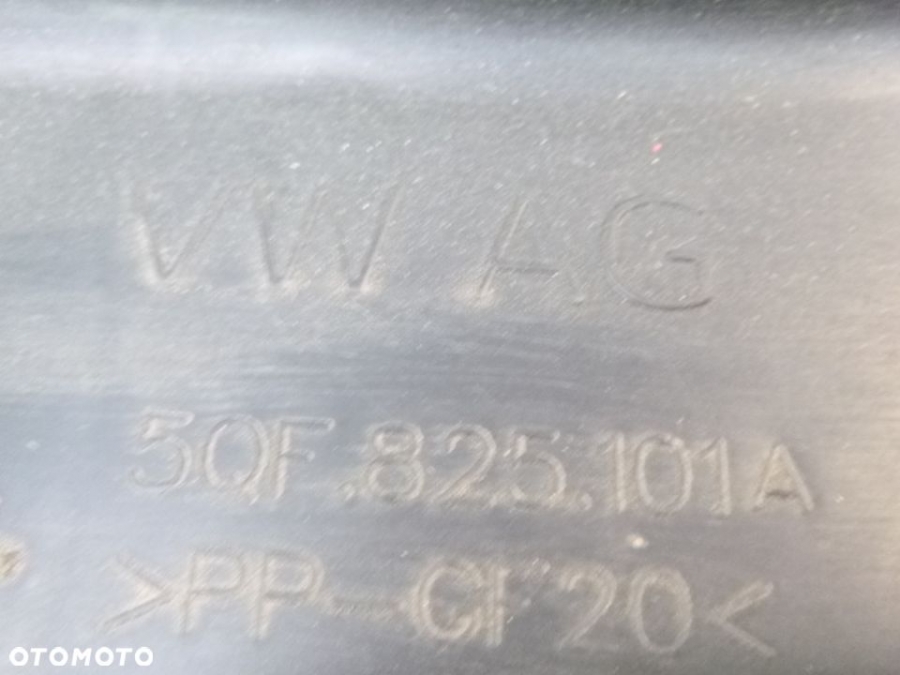 VW AG
5QF.825.101A
>PP-GF20<
OTOMOTO